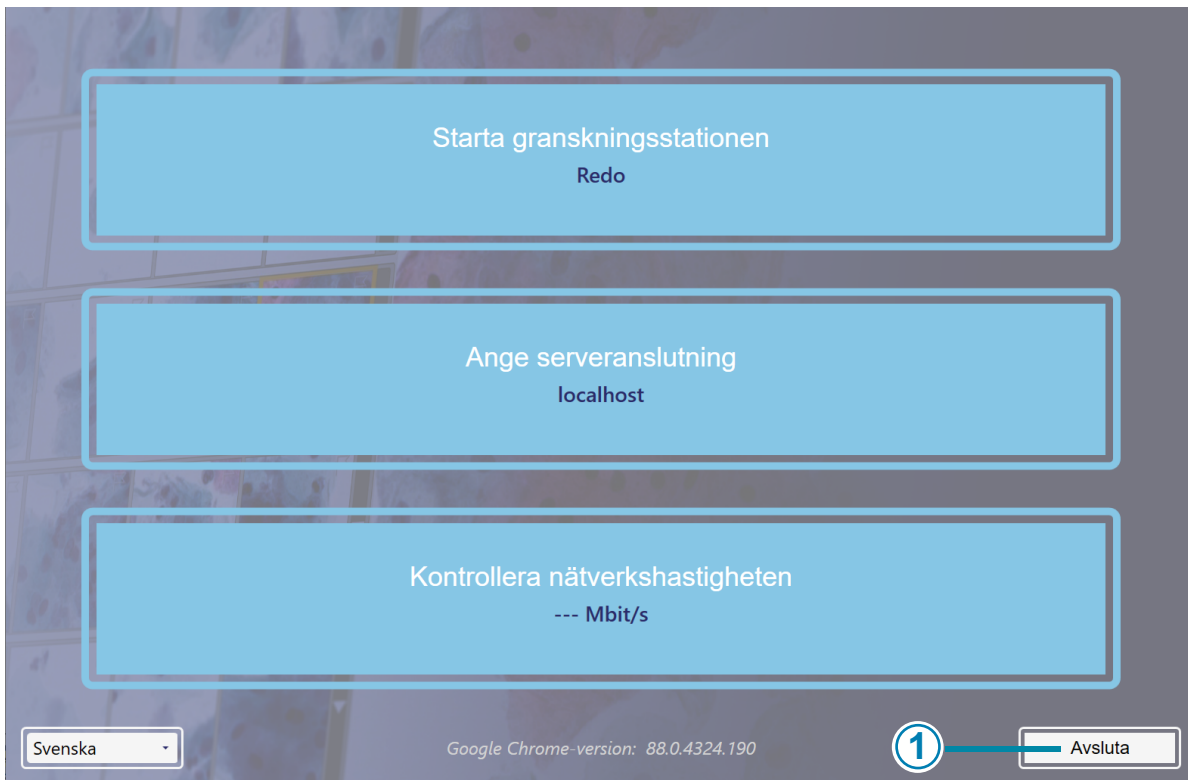 Starta granskningsstationen
Redo
Ange serveranslutning
localhost
Kontrollera nätverkshastigheten
--- Mbit/s
Svenska
Google Chrome-version: 88.0.4324.190
1
Avsluta